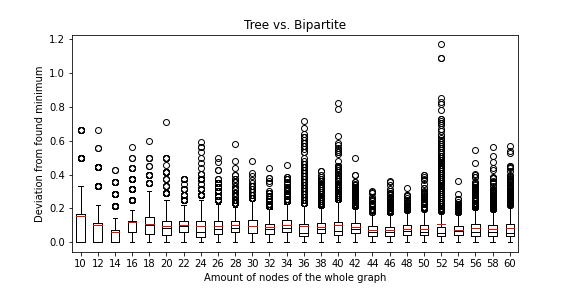 Tree vs. Bipartite
Deviation from found minimum
1.2
1.0
0.8
0.6
0.4
0.2
0.0
10 12 14 16 18 20 22 24 26 28 30 32 34 36 38 40 42 44 46 48 50 52 54 56 58 60
Amount of nodes of the whole graph